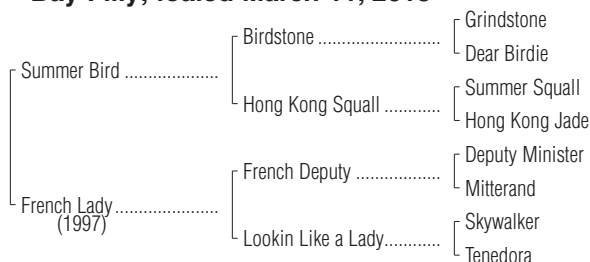 Bay Filly; foaled March 11,
Grindstone
Birdstone ..........................
Dear Birdie
Summer Bird ....................
Summer Squall
Hong Kong Squall ............
Hong Kong Jade
Deputy Minister
French Deputy ..................
Mitterand
French Lady ......................
(1997)
Skywalker
Lookin Like a Lady............
Tenedora